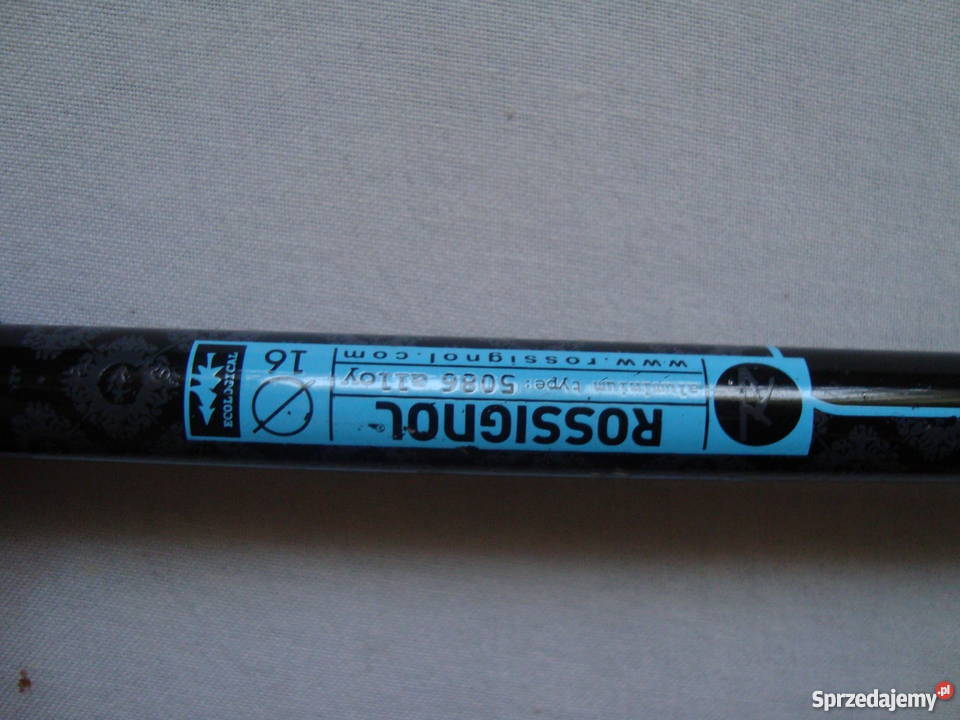 ROSSIGNOL
aluminium type: 5086 alloy
www.rossignol.com
Ø 16
ECOLOGICAL
Sprzedajemy.pl